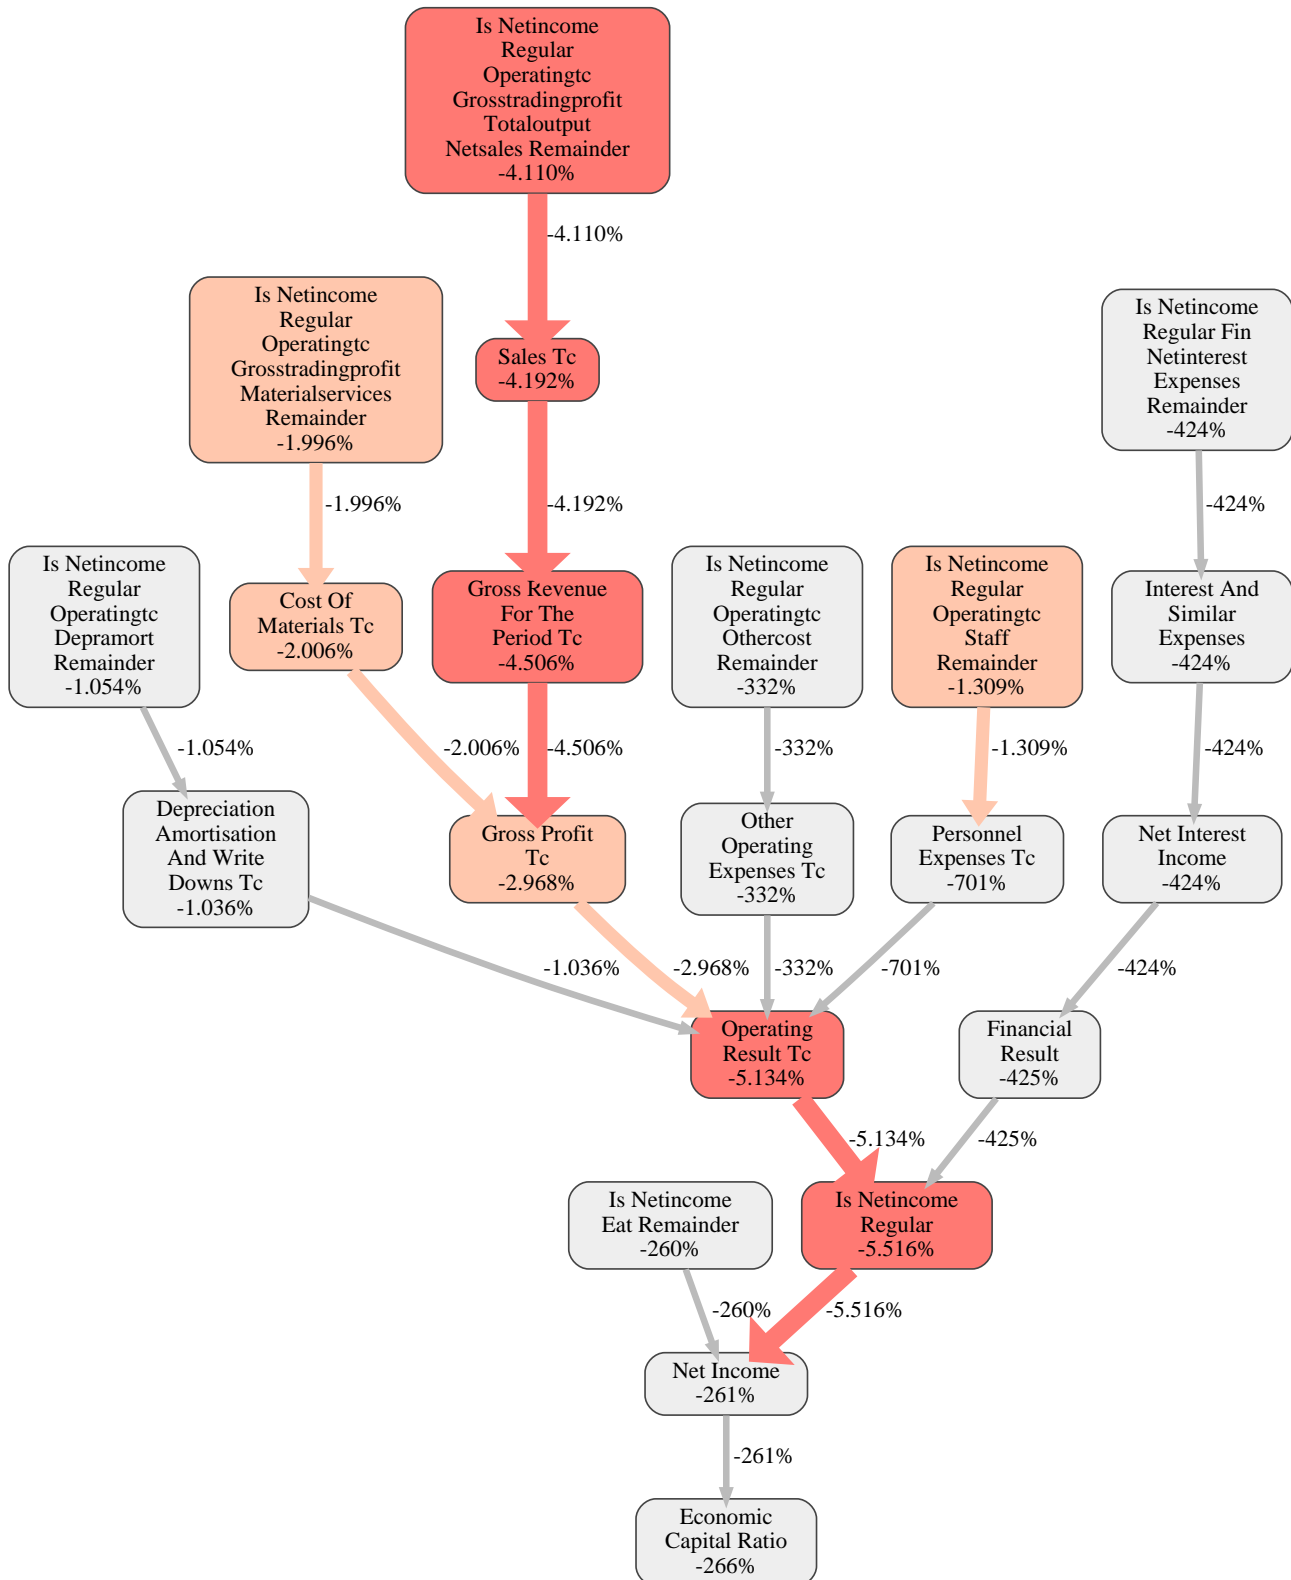 Is Netincome
Regular
Operatingtc
Grosstradingprofit
Totaloutput
Netsales Remainder
-4.110%
-4.110%
Is Netincome
Regular
Operatingtc
Grosstradingprofit
Materialservices
Remainder
-1.996%
Sales Tc
-4.192%
Is Netincome
Regular Fin
Netinterest
Expenses
Remainder
-424%
-1.996%
-4.192%
-424%
Is Netincome
Regular
Operatingtc
Depramort
Remainder
-1.054%
Cost Of
Materials Tc
-2.006%
Gross Revenue
For The
Period Tc
-4.506%
Is Netincome
Regular
Operatingtc
Othercost
Remainder
-332%
Is Netincome
Regular
Operatingtc
Staff
Remainder
-1.309%
Interest And
Similar
Expenses
-424%
-1.054%
-2.006%
-4.506%
-332%
-1.309%
-424%
Depreciation
Amortisation
And Write
Downs Tc
-1.036%
Gross Profit
Tc
-2.968%
Other
Operating
Expenses Tc
-332%
Personnel
Expenses Tc
-701%
Net Interest
Income
-424%
-1.036%
-2.968%
-332%
-701%
-424%
Operating
Result Tc
-5.134%
Financial
Result
-425%
-5.134%
-425%
Is Netincome
Eat Remainder
-260%
Is Netincome
Regular
-5.516%
-260%
-5.516%
Net Income
-261%
-261%
Economic
Capital Ratio
-266%